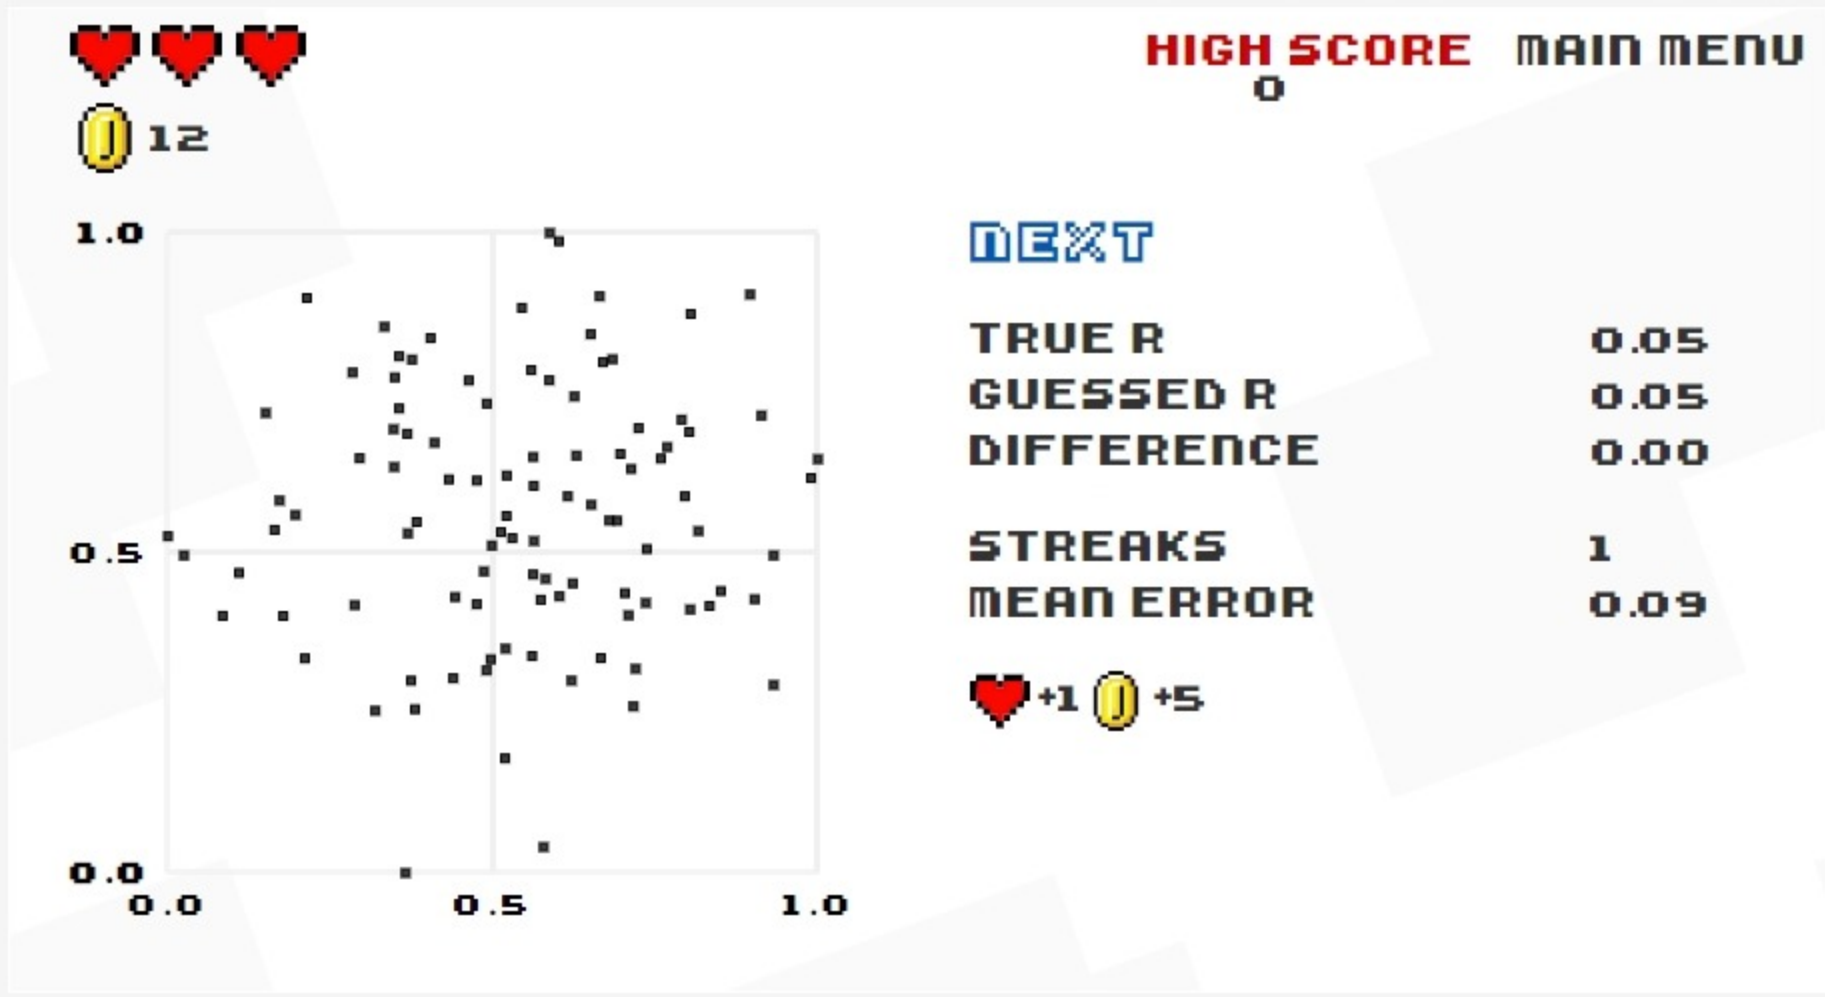 HIGH SCORE MAIN MENU
0
12
NEXT
TRUE R 0.05
GUESSED R 0.05
DIFFERENCE 0.00
STREAKS 1
MEAN ERROR 0.09
+1 +5
1.0
0.5
0.0
0.0 0.5 1.0